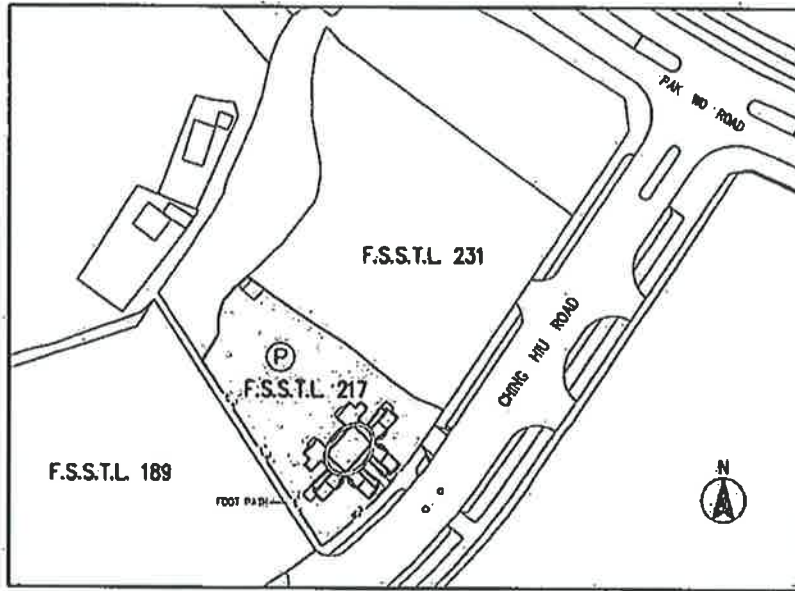 PAK WO ROAD
F.S.S.T.L. 231
CHING HIU ROAD
P
F.S.S.T.L. 217
F.S.S.T.L. 189
FOOT PATH
N